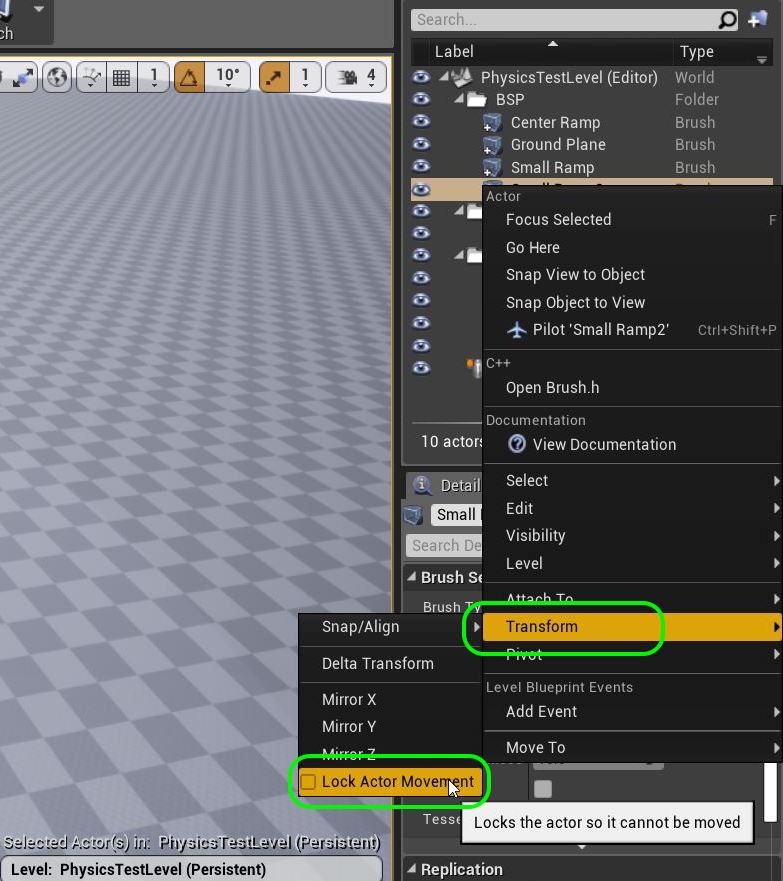 ch
1
10°
1
4
Search...
Label
Type
PhysicsTestLevel (Editor)
World
BSP
Folder
Center Ramp
Brush
Ground Plane
Brush
Small Ramp
Brush
Actor
Focus Selected
F
Go Here
Snap View to Object
Snap Object to View
Pilot 'Small Ramp2'
Ctrl+Shift+P
C++
Open Brush.h
10 actors
Documentation
View Documentation
Select
Edit
Visibility
Level
Attach To
Transform
Pivot
Level Blueprint Events
Add Event
Move To
Detail
Small
Search De
Brush Se
Brush Ty
Snap/Align
Delta Transform
Mirror X
Mirror Y
Mirror Z
Lock Actor Movement
Locks the actor so it cannot be moved
Tesse
Replication
Selected Actor(s) in: PhysicsTestLevel (Persistent)
Level: PhysicsTestLevel (Persistent)